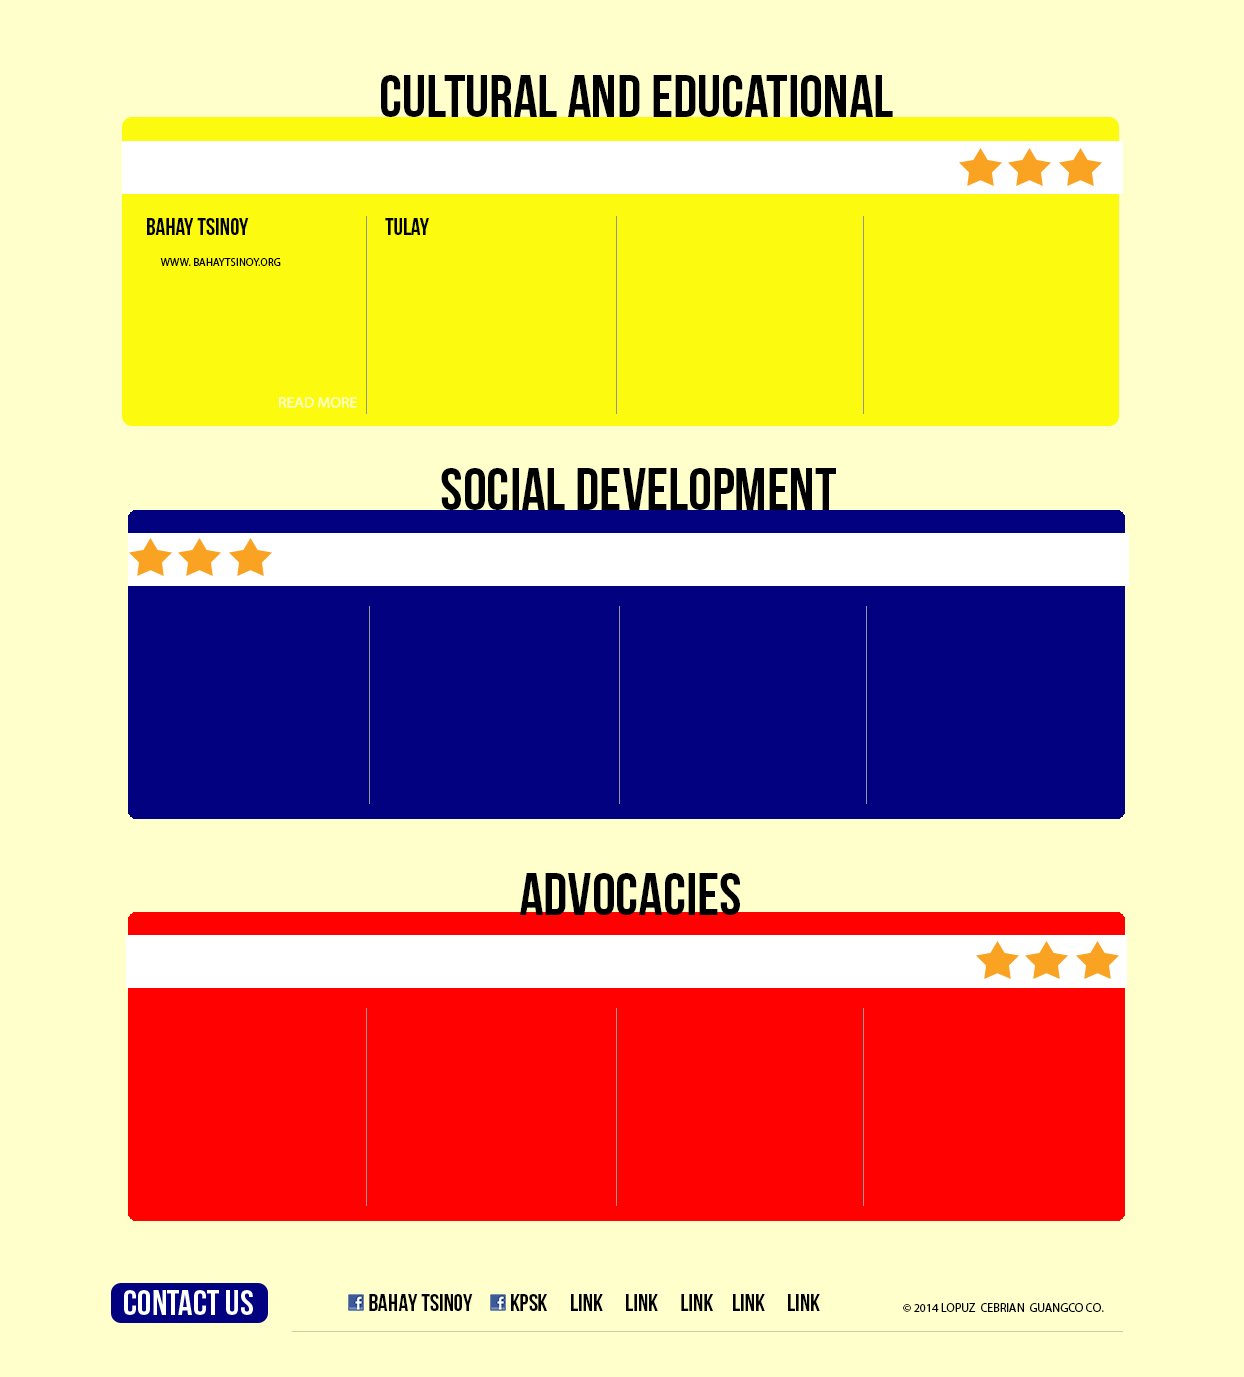 CULTURAL AND EDUCATIONAL
BAHAY TSINOY
TULAY
WWW. BAHAYTSINOY.ORG
READ MORE
SOCIAL DEVELOPMENT
ADVOCACIES
CONTACT US
BAHAY TSINOY KPSK LINK LINK LINK LINK LINK
© 2014 LOPUZ CEBRIAN GUANGCO CO.